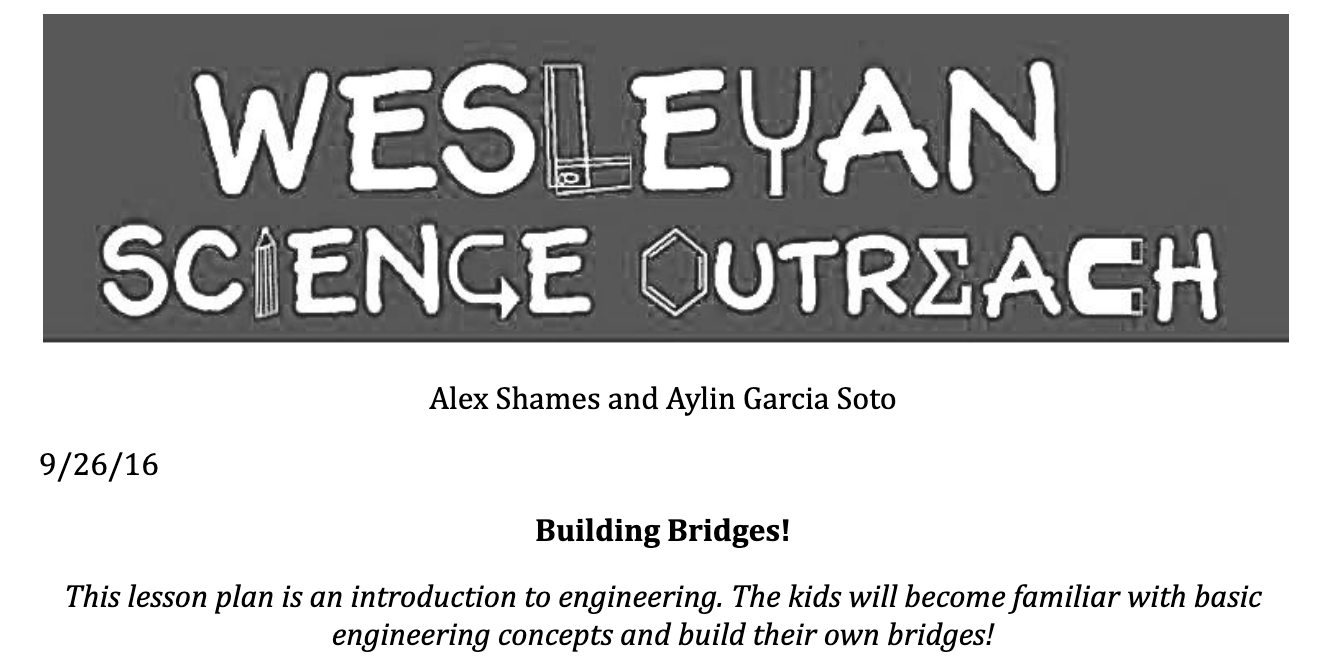 WESLEYAN
SCIENCE OUTREACH
Alex Shames and Aylin Garcia Soto
9/26/16
Building Bridges!
This lesson plan is an introduction to engineering. The kids will become familiar with basic
engineering concepts and build their own bridges!